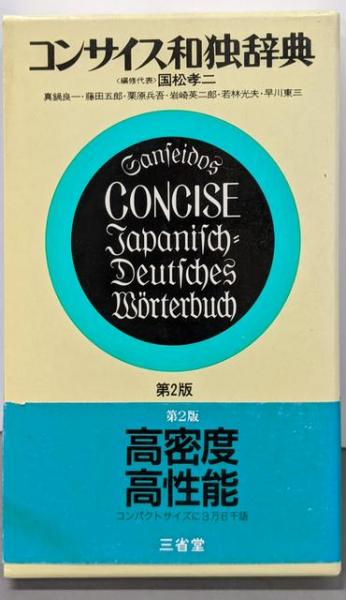 コンサイス和独辞典
〈編修代表〉国松孝二
真鍋良一・藤田五郎・栗原兵吾・岩崎英二郎・若林光夫・早川東三
Sanſeidos
CONCISE
Japaniſch=
Deutſches
Wörterbuch
第2版
第2版
高密度
高性能
コンパクトサイズに3万6千語
三省堂